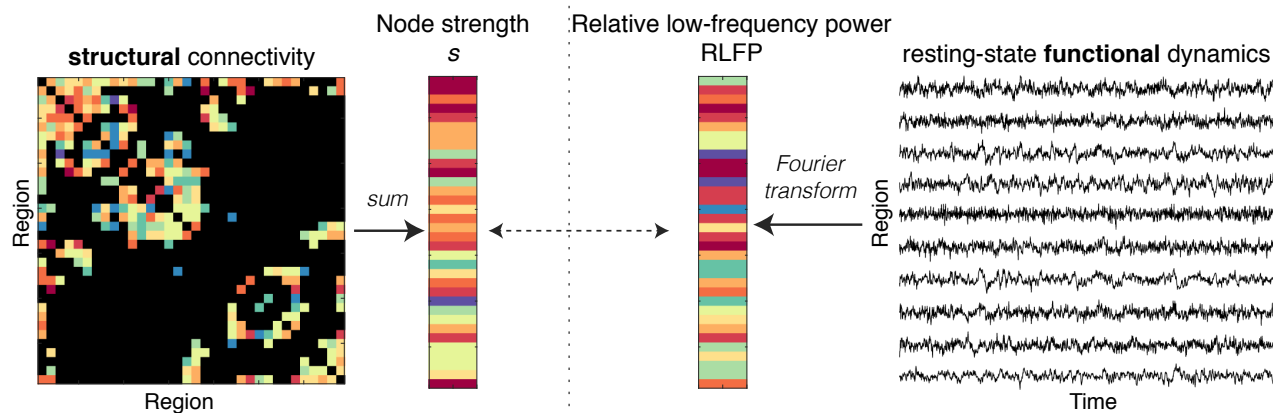 structural connectivity
Region
Region
sum
Node strength
s
Relative low-frequency power
RLFP
Fourier
transform
resting-state functional dynamics
Region
Time